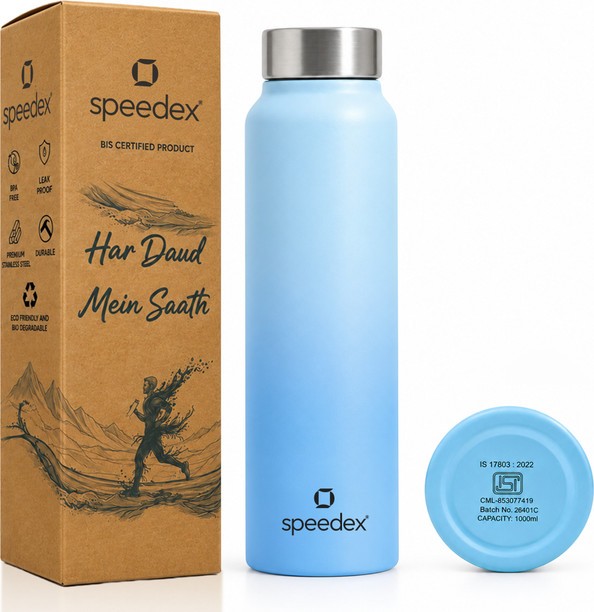 speedex®
BPA
FREE
LEAK
PROOF
PREMIUM
STAINLESS STEEL
DURABLE
ECO FRIENDLY AND
BIO DEGRADABLE
speedex®
BIS CERTIFIED PRODUCT
Har Daud
Mein Saath
speedex®
IS 17803 : 2022
ISI
CML-853077419
Batch No. 26401C
CAPACITY: 1000ml